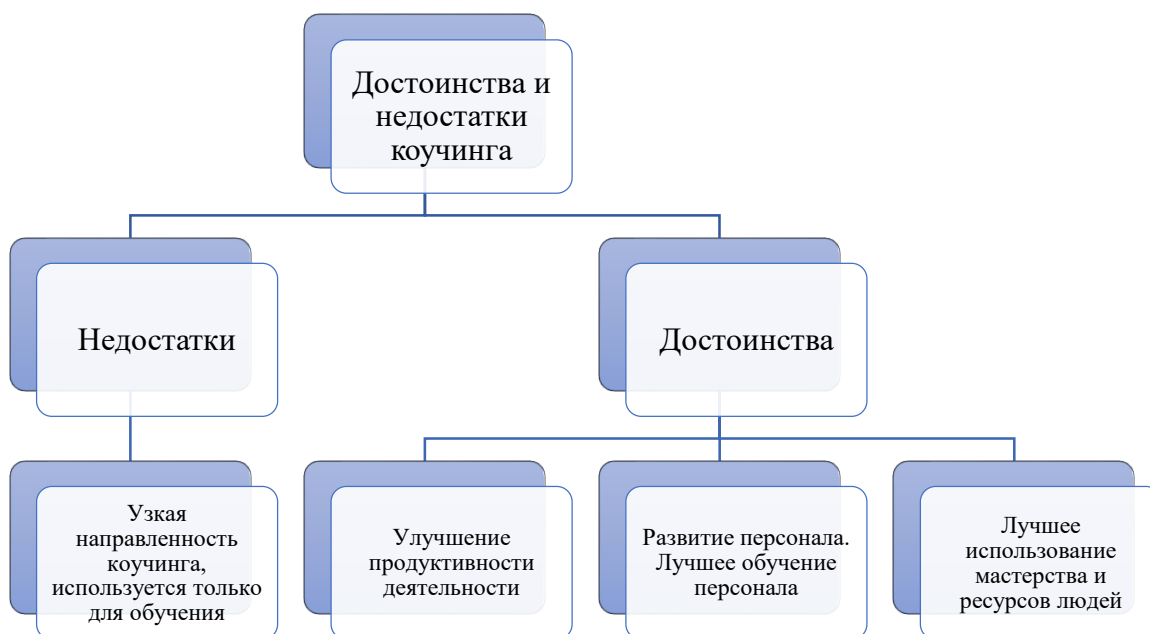 Достоинства и
недостатки
коучинга
Недостатки
Достоинства
Узкая
направленность
коучинга,
используется только
для обучения
Улучшение
продуктивности
деятельности
Развитие персонала.
Лучшее обучение
персонала
Лучшее
использование
мастерства и
ресурсов людей